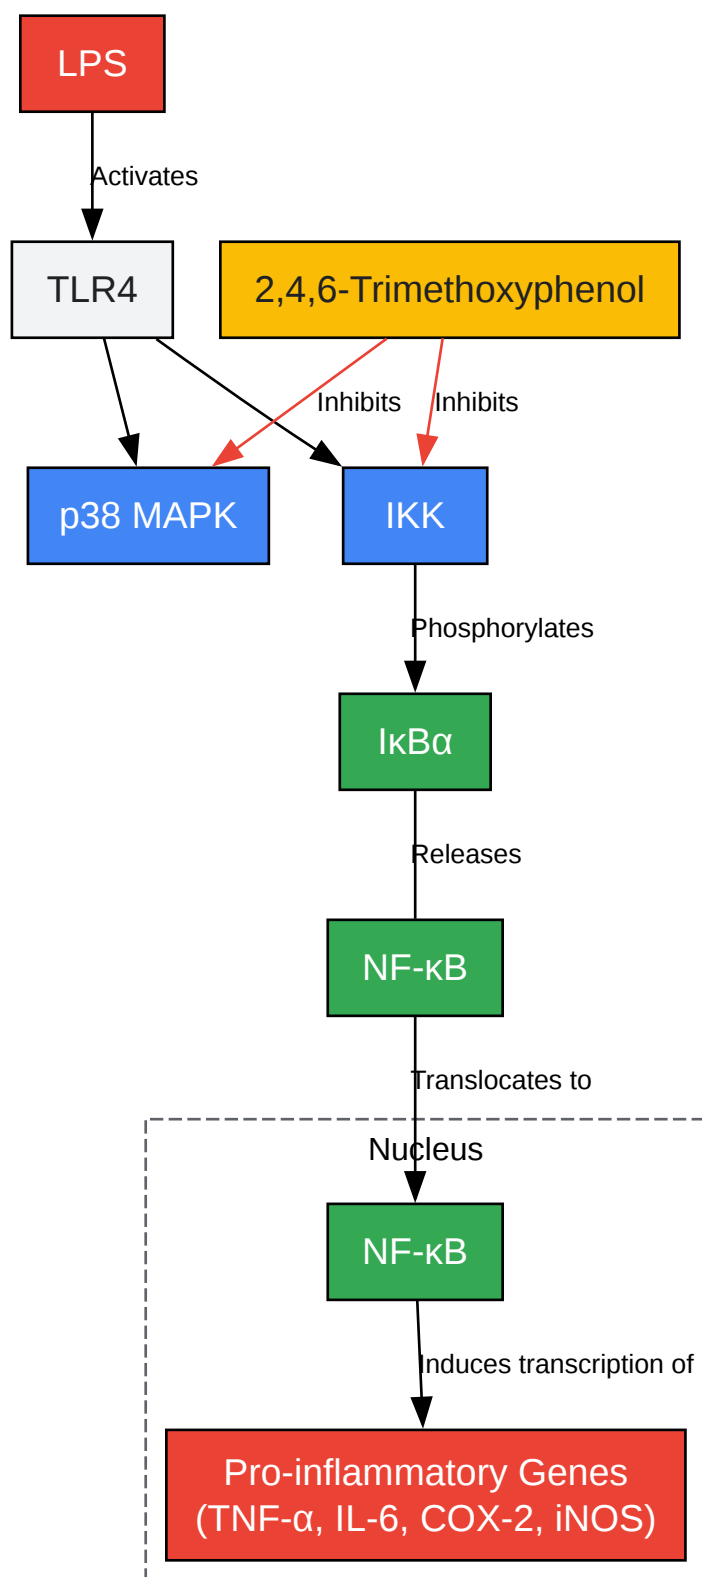 LPS
Activates
TLR4
2,4,6-Trimethoxyphenol
Inhibits
Inhibits
p38 MAPK
IKK
Phosphorylates
IκBα
Releases
NF-κB
Translocates to
Nucleus
NF-κB
Induces transcription of
Pro-inflammatory Genes
(TNF-α, IL-6, COX-2, iNOS)